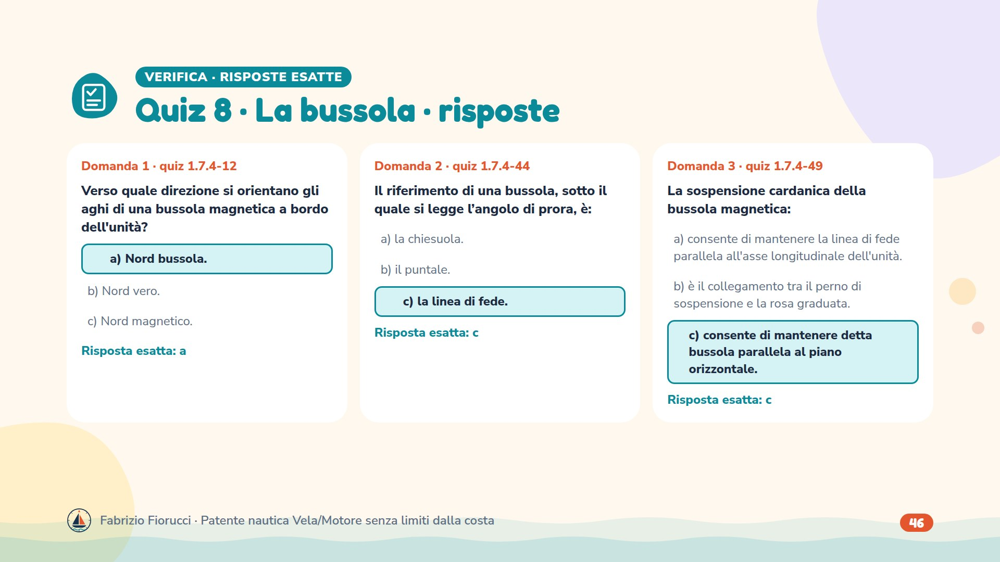 VERIFICA · RISPOSTE ESATTE
Quiz 8 · La bussola · risposte
Domanda 1 · quiz 1.7.4-12
Verso quale direzione si orientano gli
aghi di una bussola magnetica a bordo
dell'unità?
a) Nord bussola.
b) Nord vero.
c) Nord magnetico.
Risposta esatta: a
Domanda 2 · quiz 1.7.4-44
Il riferimento di una bussola, sotto il
quale si legge l’angolo di prora, è:
a) la chiesuola.
b) il puntale.
c) la linea di fede.
Risposta esatta: c
Domanda 3 · quiz 1.7.4-49
La sospensione cardanica della
bussola magnetica:
a) consente di mantenere la linea di fede
parallela all'asse longitudinale dell'unità.
b) è il collegamento tra il perno di
sospensione e la rosa graduata.
c) consente di mantenere detta
bussola parallela al piano
orizzontale.
Risposta esatta: c
Fabrizio Fiorucci · Patente nautica Vela/Motore senza limiti dalla costa
46